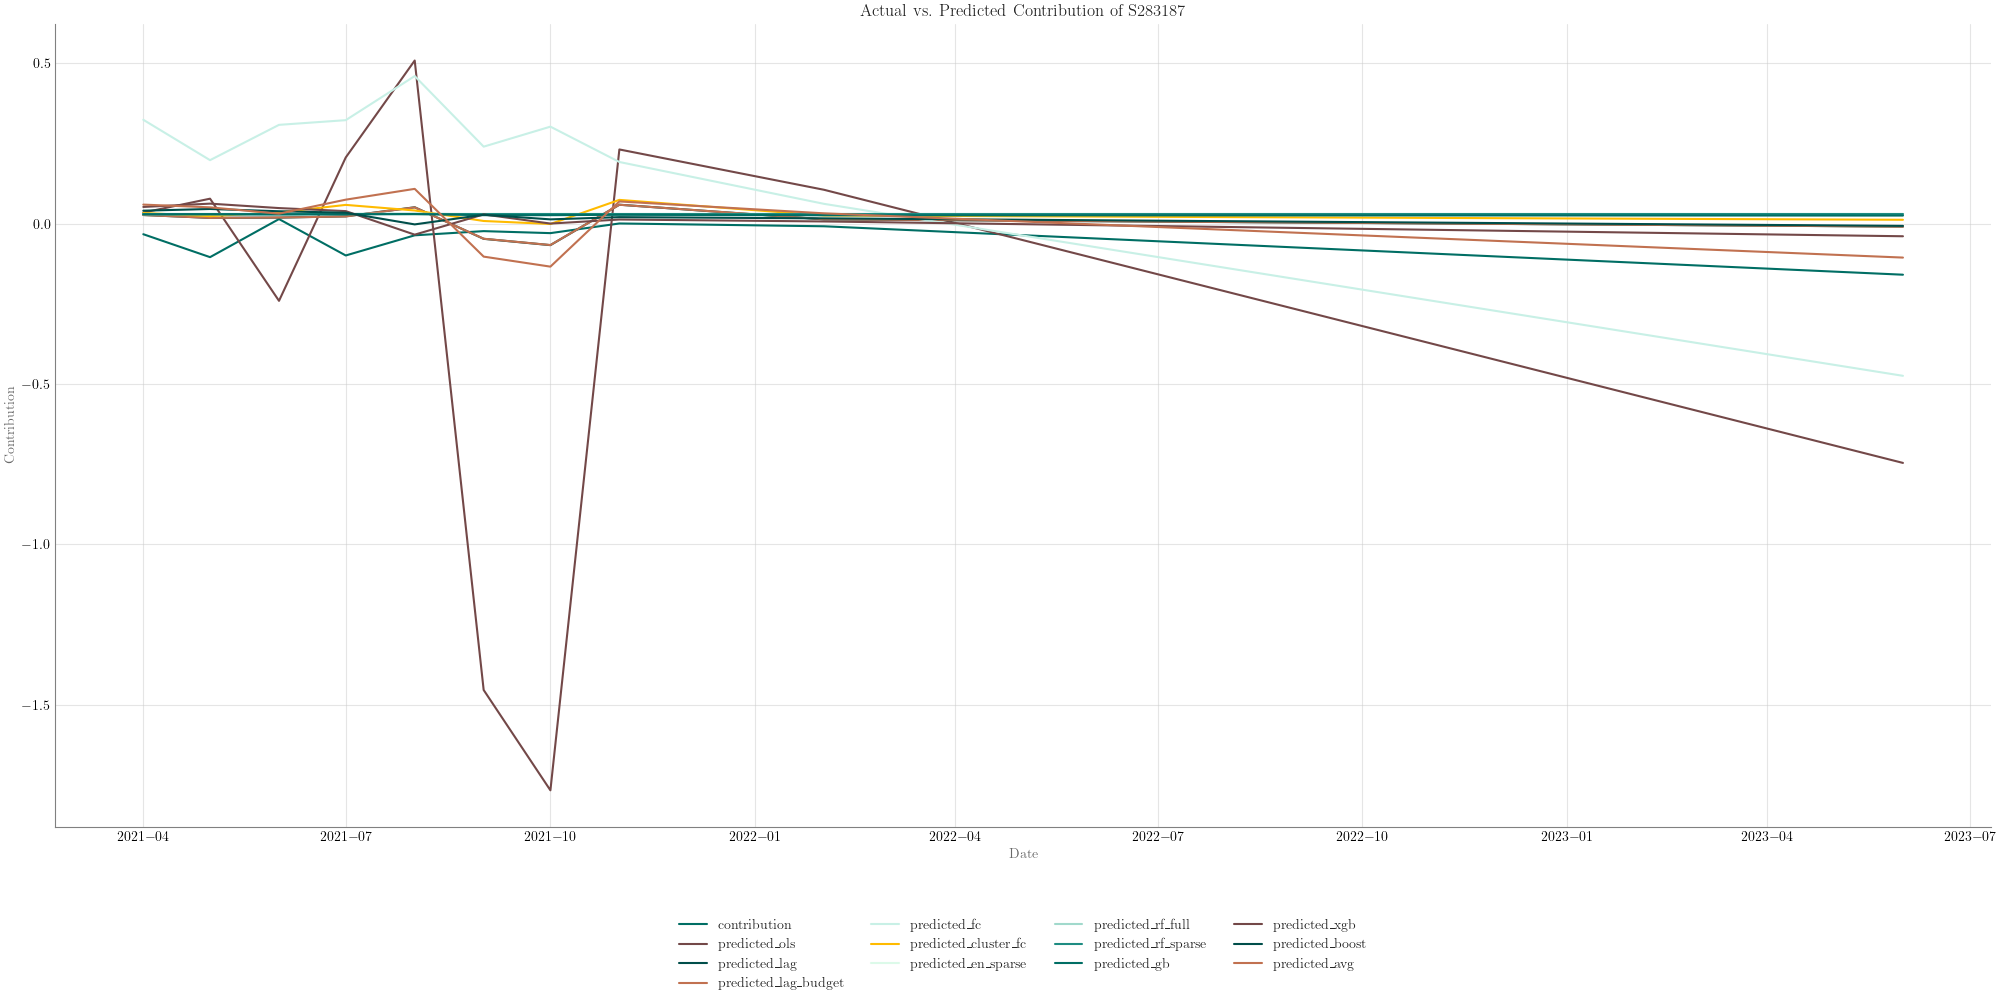 Actual vs. Predicted Contribution of S283187
0.5
0.0
−0.5
−1.0
−1.5
Contribution
2021−04 2021−07 2021−10 2022−01 2022−04 2022−07 2022−10 2023−01 2023−04 2023−07
Date
contribution predicted_fc predicted_rf_full predicted_xgb
predicted_ols predicted_cluster_fc predicted_rf_sparse predicted_boost
predicted_lag predicted_en_sparse predicted_gb predicted_avg
predicted_lag_budget